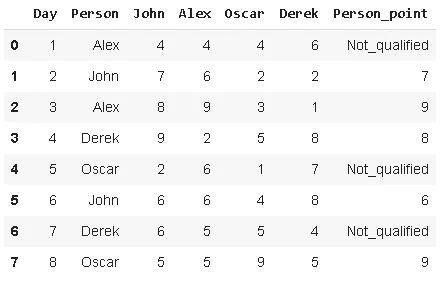 Day Person John Alex Oscar Derek Person_point
0 1 Alex 4 4 4 6 Not_qualified
1 2 John 7 6 2 2 7
2 3 Alex 8 9 3 1 9
3 4 Derek 9 2 5 8 8
4 5 Oscar 2 6 1 7 Not_qualified
5 6 John 6 6 4 8 6
6 7 Derek 6 5 5 4 Not_qualified
7 8 Oscar 5 5 9 5 9